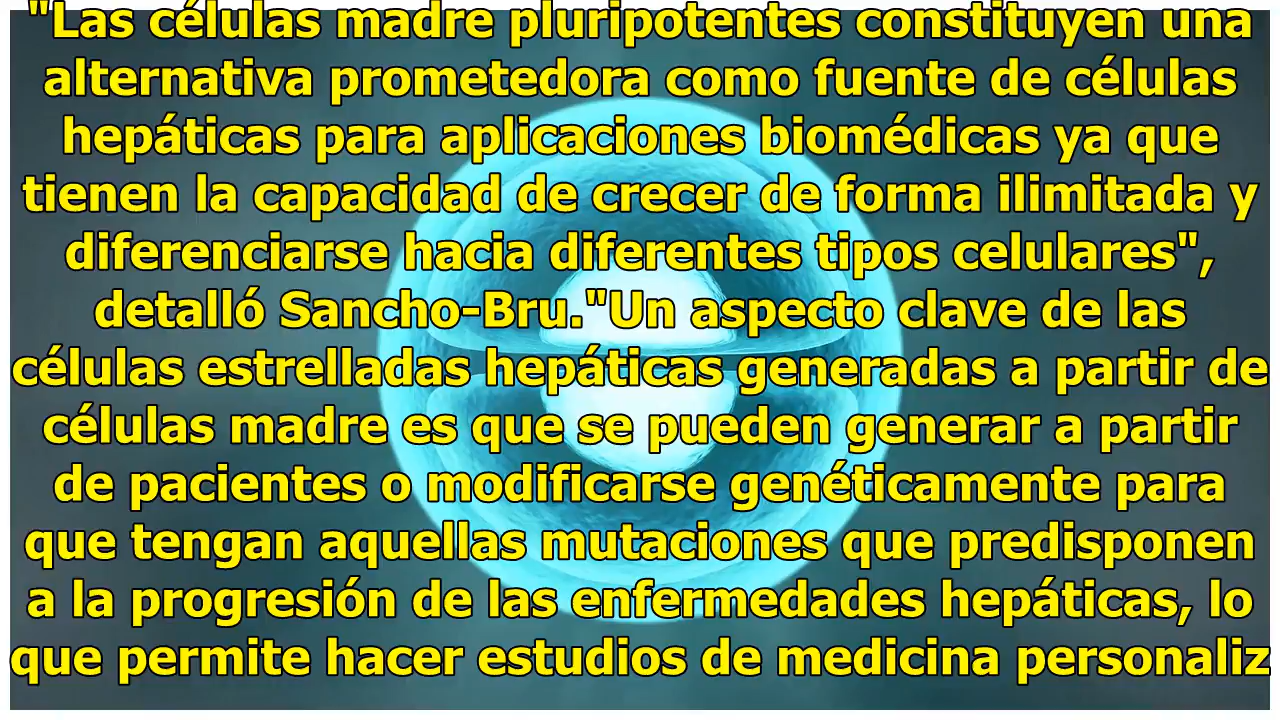 "Las células madre pluripotentes constituyen una
alternativa prometedora como fuente de células
hepáticas para aplicaciones biomédicas ya que
tienen la capacidad de crecer de forma ilimitada y
diferenciarse hacia diferentes tipos celulares",
detalló Sancho-Bru."Un aspecto clave de las
células estrelladas hepáticas generadas a partir de
células madre es que se pueden generar a partir
de pacientes o modificarse genéticamente para
que tengan aquellas mutaciones que predisponen
a la progresión de las enfermedades hepáticas, lo
que permite hacer estudios de medicina personaliz